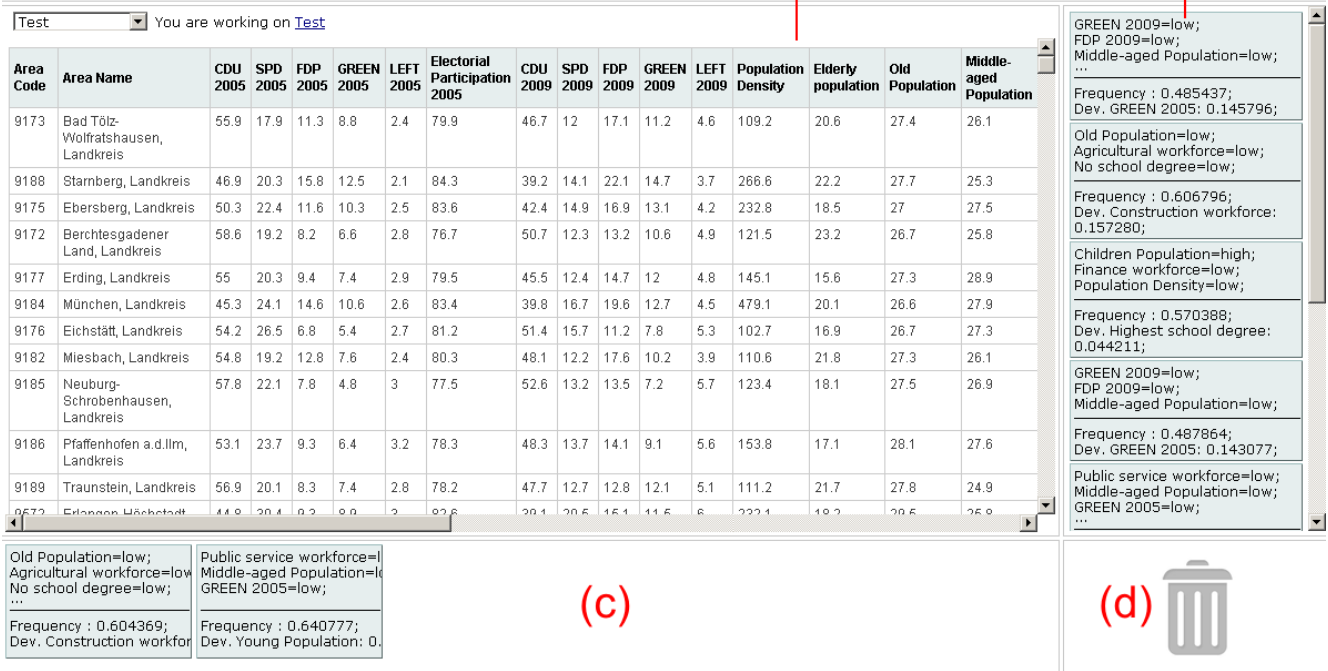 Test You are working on Test
Area Code Area Name CDU 2005 SPD 2005 FDP 2005 GREEN 2005 LEFT 2005 Electorial Participation 2005 CDU 2009 SPD 2009 FDP 2009 GREEN 2009 LEFT 2009 Population Density Elderly population Old Population Middle-aged Population
9173 Bad Tölz-Wolfratshausen, Landkreis 55.9 17.9 11.3 8.8 2.4 79.9 46.7 12 17.1 11.2 4.6 109.2 20.6 27.4 26.1
9188 Starnberg, Landkreis 46.9 20.3 15.8 12.5 2.1 84.3 39.2 14.1 22.1 14.7 3.7 266.6 22.2 27.7 25.3
9175 Ebersberg, Landkreis 50.3 22.4 11.6 10.3 2.5 83.6 42.4 14.9 16.9 13.1 4.2 232.8 18.5 27 27.5
9172 Berchtesgadener Land, Landkreis 58.6 19.2 8.2 6.6 2.8 76.7 50.7 12.3 13.2 10.6 4.9 121.5 23.2 26.7 25.8
9177 Erding, Landkreis 55 20.3 9.4 7.4 2.9 79.5 45.5 12.4 14.7 12 4.8 145.1 15.6 27.3 28.9
9184 München, Landkreis 45.3 24.1 14.6 10.6 2.6 83.4 39.8 16.7 19.6 12.7 4.5 479.1 20.1 26.6 27.9
9176 Eichstätt, Landkreis 54.2 26.5 6.8 5.4 2.7 81.2 51.4 15.7 11.2 7.8 5.3 102.7 16.9 26.7 27.3
9182 Miesbach, Landkreis 54.8 19.2 12.8 7.6 2.4 80.3 48.1 12.2 17.6 10.2 3.9 110.6 21.8 27.3 26.1
9185 Neuburg-Schrobenhausen, Landkreis 57.8 22.1 7.8 4.8 3 77.5 52.6 13.2 13.5 7.2 5.7 123.4 18.1 27.5 26.9
9186 Pfaffenhofen a.d.Ilm, Landkreis 53.1 23.7 9.3 6.4 3.2 78.3 48.3 13.7 14.1 9.1 5.6 153.8 17.1 28.1 27.6
9189 Traunstein, Landkreis 56.9 20.1 8.3 7.4 2.8 78.2 47.7 12.7 12.8 12.1 5.1 111.2 21.7 27.8 24.9
GREEN 2009=low;
FDP 2009=low;
Middle-aged Population=low;
...
Frequency : 0.485437;
Dev. GREEN 2005: 0.145796;
Old Population=low;
Agricultural workforce=low;
No school degree=low;
Frequency : 0.606796;
Dev. Construction workforce:
0.157280;
Children Population=high;
Finance workforce=low;
Population Density=low;
Frequency : 0.570388;
Dev. Highest school degree:
0.044211;
GREEN 2009=low;
FDP 2009=low;
Middle-aged Population=low;
Frequency : 0.487864;
Dev. GREEN 2005: 0.143077;
Public service workforce=low;
Middle-aged Population=low;
GREEN 2005=low;
...
Old Population=low;
Agricultural workforce=low
No school degree=low;
...
Frequency : 0.604369;
Dev. Construction workfor
Public service workforce=l
Middle-aged Population=l
GREEN 2005=low;
Frequency : 0.640777;
Dev. Young Population: 0.
(c)
(d)